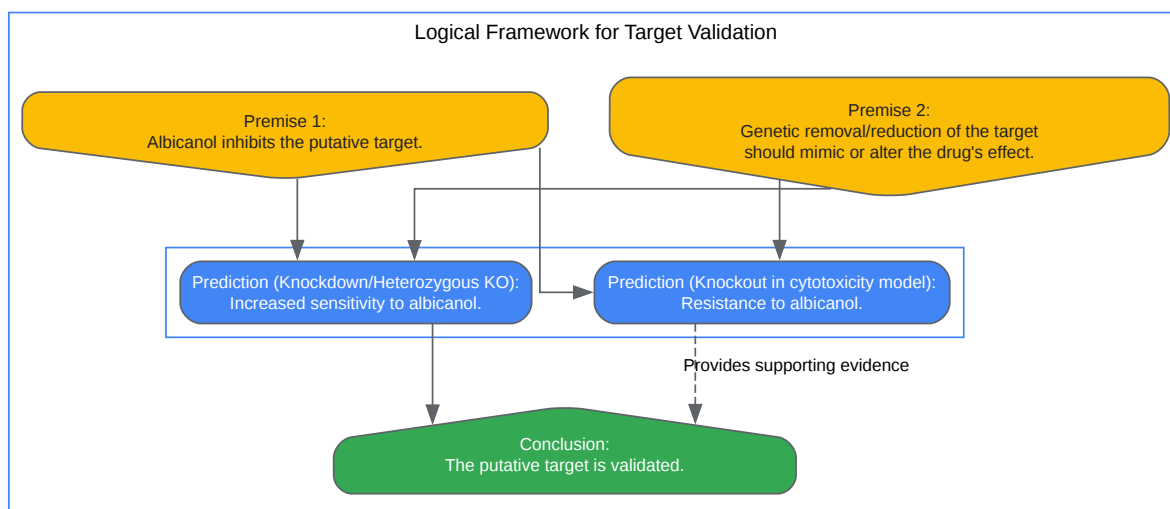 Logical Framework for Target Validation
Premise 1:
Albicanol inhibits the putative target.
Premise 2:
Genetic removal/reduction of the target
should mimic or alter the drug's effect.
Prediction (Knockdown/Heterozygous KO):
Increased sensitivity to albicanol.
Prediction (Knockout in cytotoxicity model):
Resistance to albicanol.
Provides supporting evidence
Conclusion:
The putative target is validated.